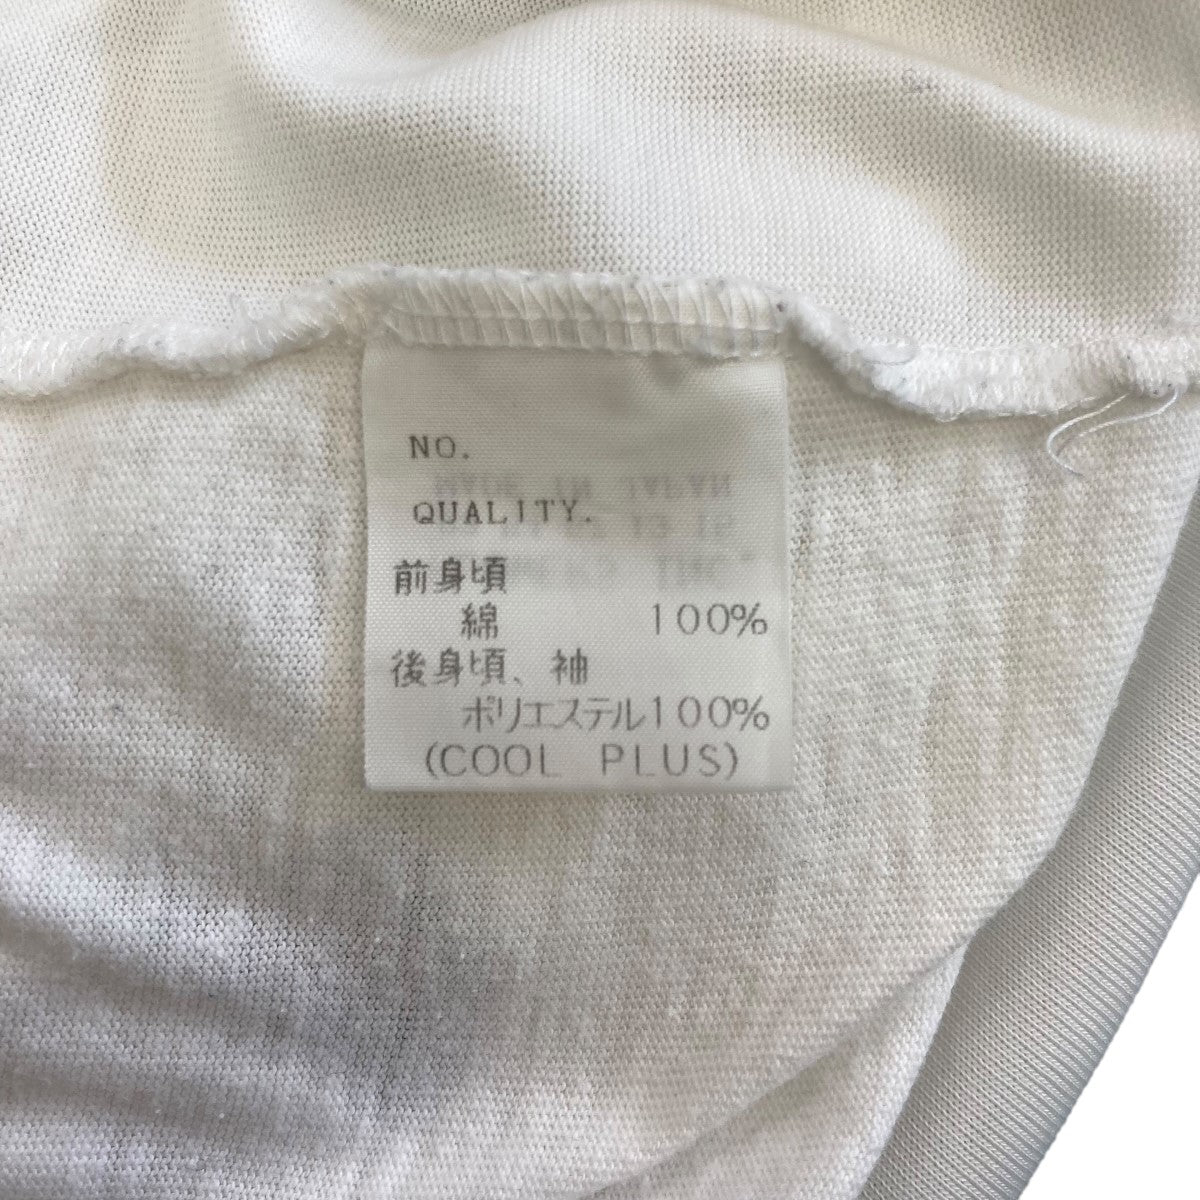 NO.
QUALITY.
前身頃
綿 100%
後身頃、袖
ポリエステル100%
(COOL PLUS)